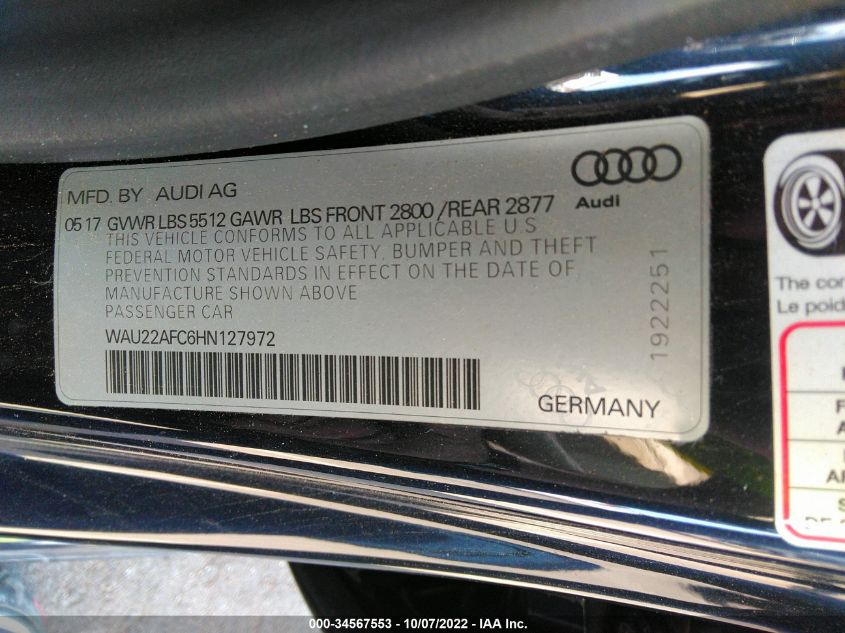 MFD. BY AUDI AG
Audi
05 17 GVWR LBS 5512 GAWR LBS FRONT 2800 /REAR 2877
THIS VEHICLE CONFORMS TO ALL APPLICABLE U.S
FEDERAL MOTOR VEHICLE SAFETY, BUMPER AND THEFT
PREVENTION STANDARDS IN EFFECT ON THE DATE OF
MANUFACTURE SHOWN ABOVE
PASSENGER CAR
WAU22AFC6HN127972
GERMANY
1922251
The
Le
000-34567553 - 10/07/2022 - IAA Inc.